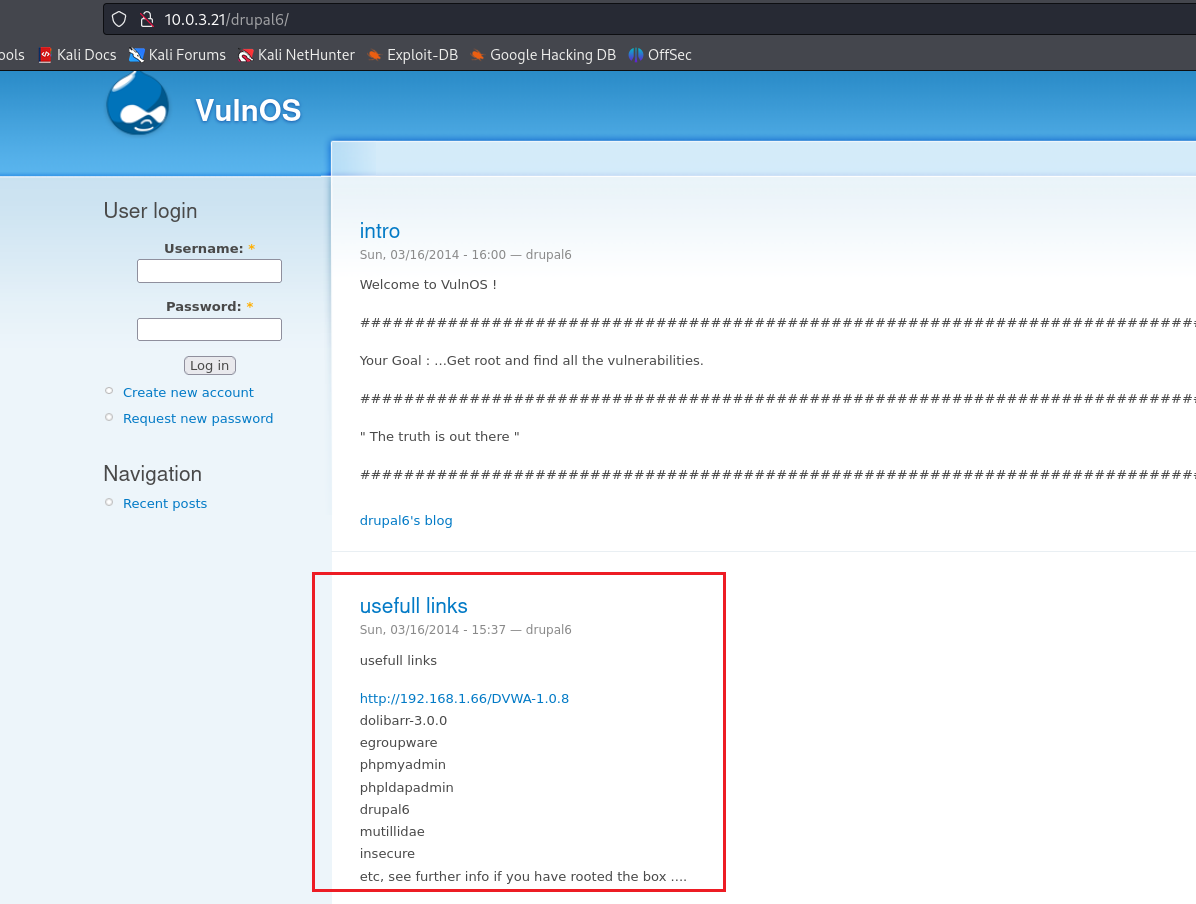 10.0.3.21/drupal6/
ools Kali Docs Kali Forums Kali NetHunter Exploit-DB Google Hacking DB OffSec
VulnOS
User login
Username: *
Password: *
Log in
Create new account
Request new password
Navigation
Recent posts
intro
Sun, 03/16/2014 - 16:00 — drupal6
Welcome to VulnOS !
############################################################################
Your Goal : ...Get root and find all the vulnerabilities.
############################################################################
" The truth is out there "
############################################################################
drupal6's blog
usefull links
Sun, 03/16/2014 - 15:37 — drupal6
usefull links
http://192.168.1.66/DVWA-1.0.8
dolibarr-3.0.0
egroupware
phpmyadmin
phpldapadmin
drupal6
mutillidae
insecure
etc, see further info if you have rooted the box ....